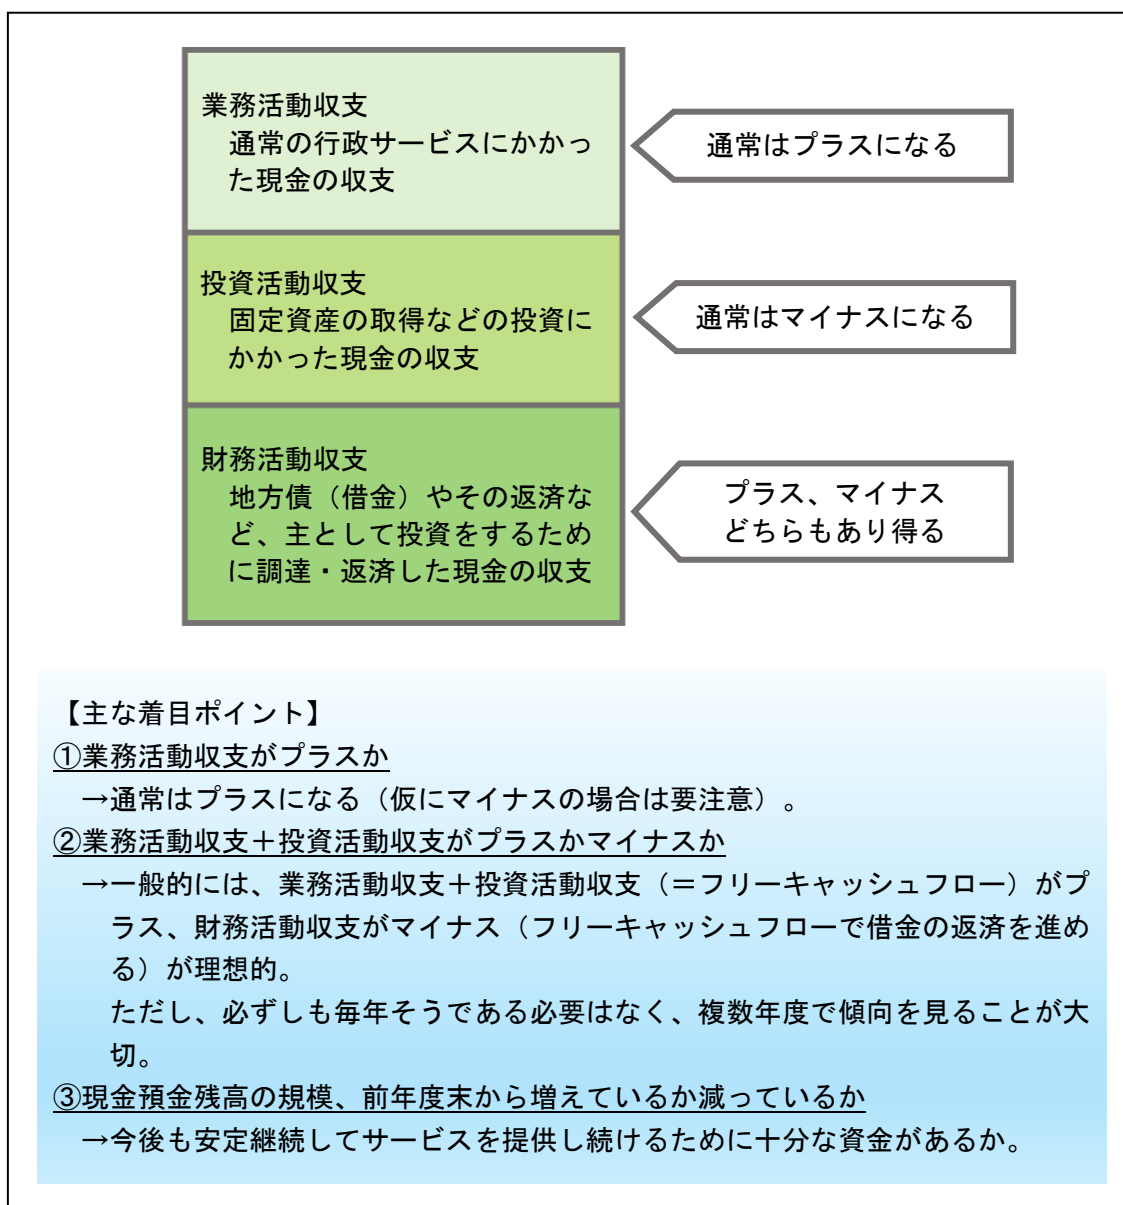 業務活動収支
通常の行政サービスにかかっ
た現金の収支
通常はプラスになる
投資活動収支
固定資産の取得などの投資に
かかった現金の収支
通常はマイナスになる
財務活動収支
地方債（借金）やその返済な
ど、主として投資をするため
に調達・返済した現金の収支
プラス、マイナス
どちらもあり得る
【主な着目ポイント】
①業務活動収支がプラスか
→通常はプラスになる（仮にマイナスの場合は要注意）。
②業務活動収支＋投資活動収支がプラスかマイナスか
→一般的には、業務活動収支＋投資活動収支（＝フリーキャッシュフロー）がプ
ラス、財務活動収支がマイナス（フリーキャッシュフローで借金の返済を進め
る）が理想的。
ただし、必ずしも毎年そうである必要はなく、複数年度で傾向を見ることが大
切。
③現金預金残高の規模、前年度末から増えているか減っているか
→今後も安定継続してサービスを提供し続けるために十分な資金があるか。